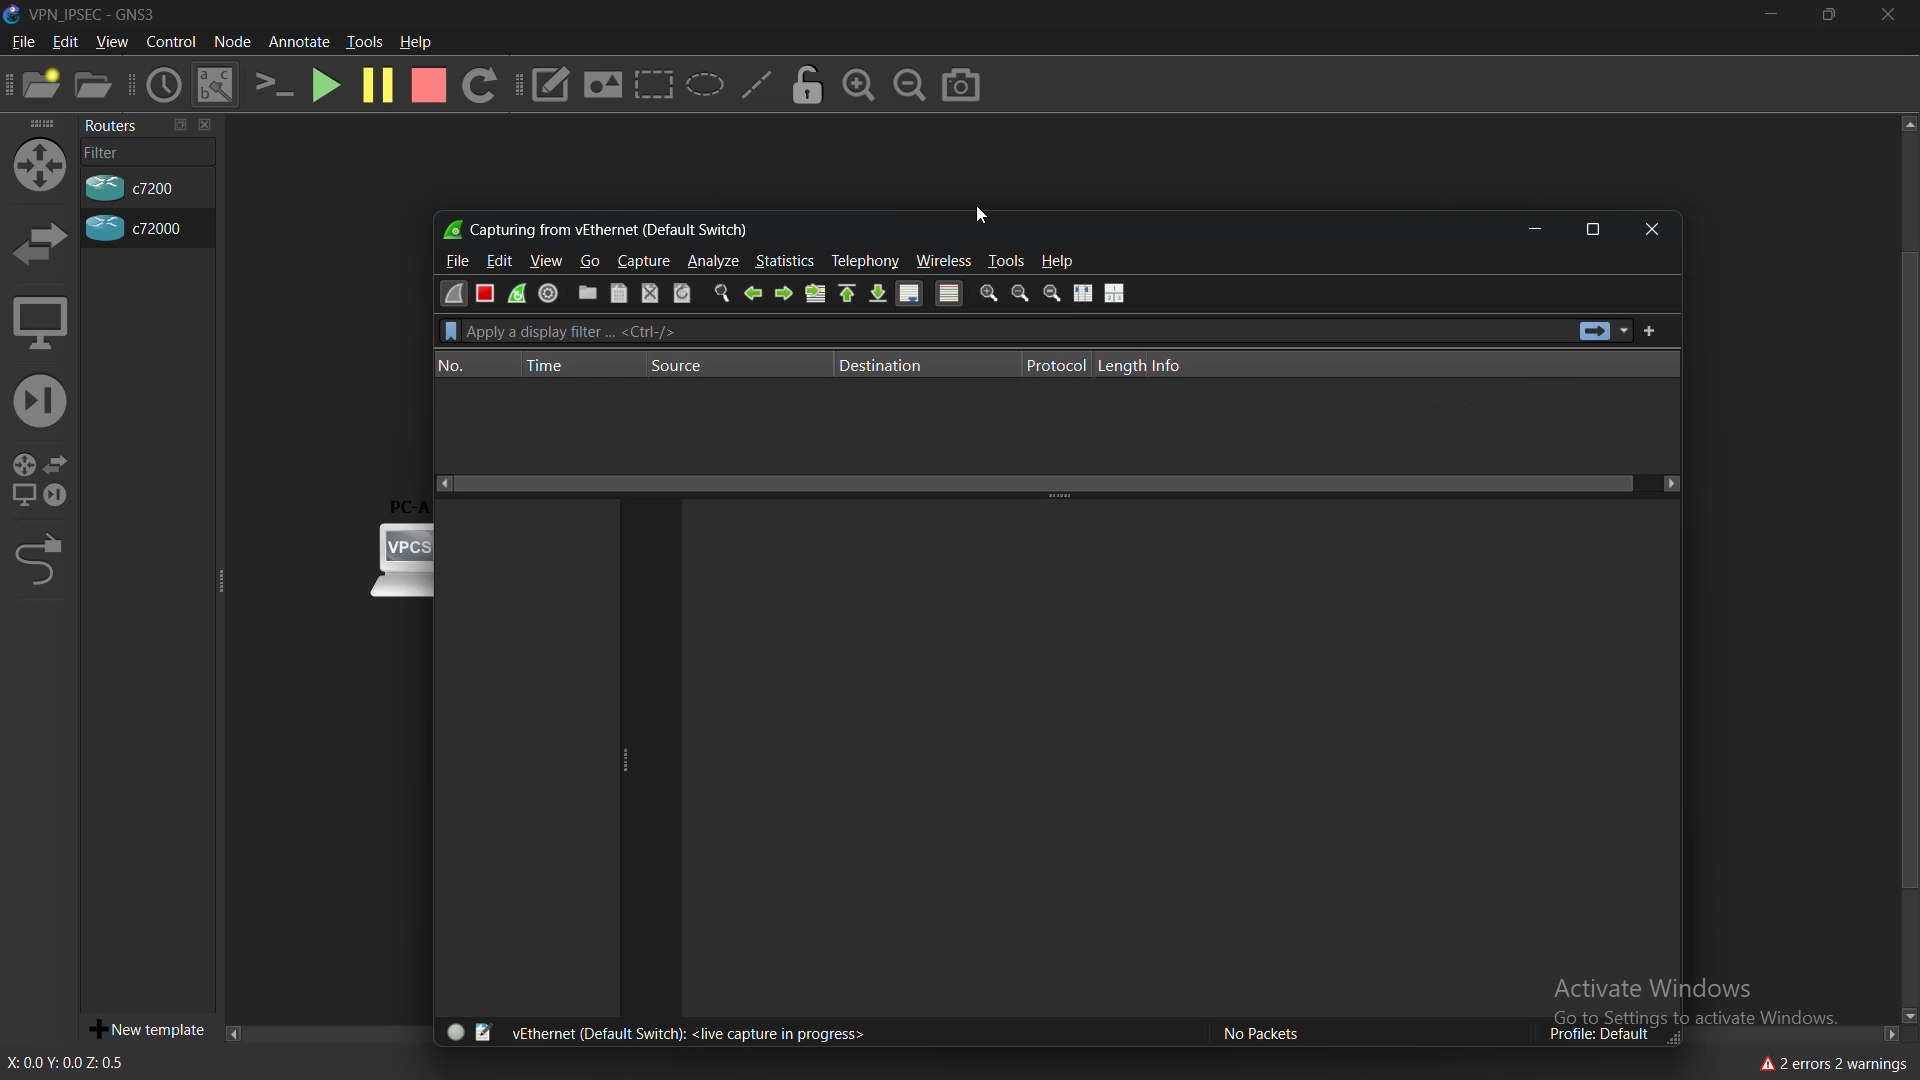 VPN_IPSEC - GNS3
File Edit View Control Node Annotate Tools Help
Routers
Filter
c7200
c72000
New template
PC-A
VPCS
Capturing from vEthernet (Default Switch)
File Edit View Go Capture Analyze Statistics Telephony Wireless Tools Help
Apply a display filter ... <Ctrl-/>
No. Time Source Destination Protocol Length Info
vEthernet (Default Switch): <live capture in progress>
No Packets
Profile: Default
Activate Windows
Go to Settings to activate Windows.
X: 0.0 Y: 0.0 Z: 0.5
2 errors 2 warnings